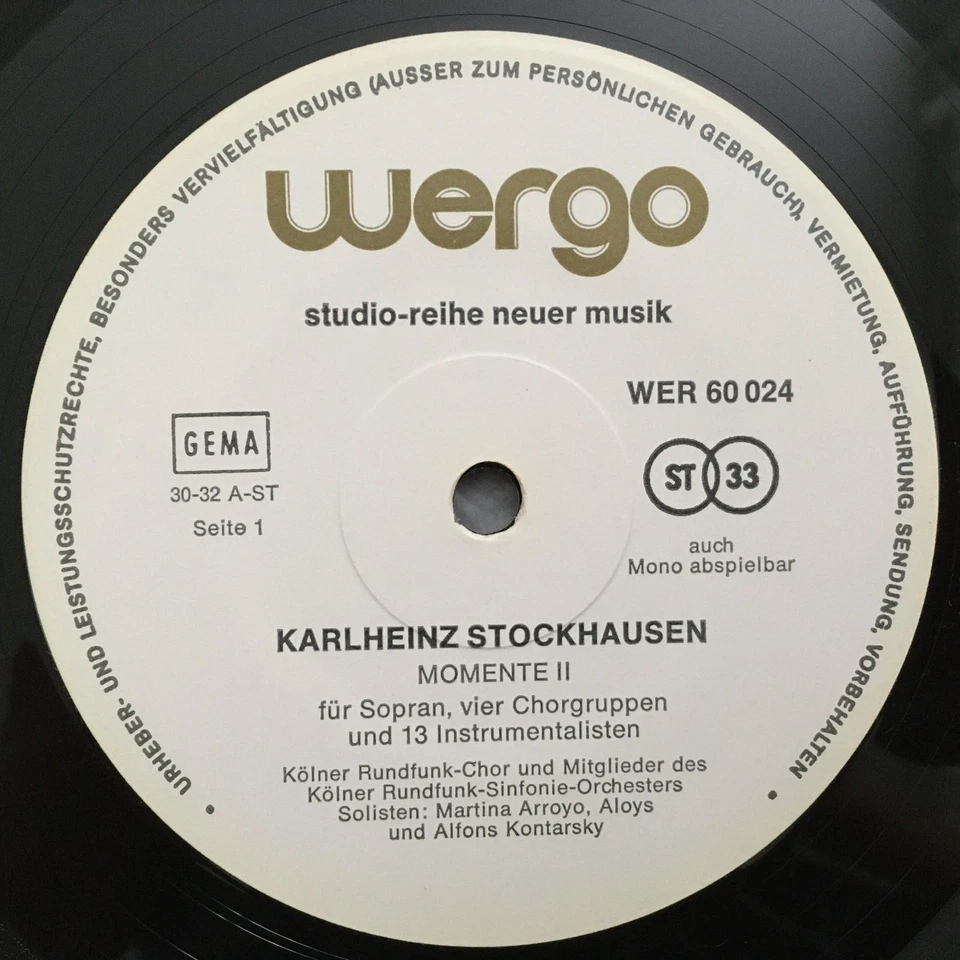 URHEBER- UND LEISTUNGSSCHUTZRECHTE, BESONDERS VERVIELFÄLTIGUNG (AUSSER ZUM PERSÖNLICHEN GEBRAUCH), VERMIETUNG, AUFFÜHRUNG, SENDUNG, VORBEHALTEN
wergo
studio-reihe neuer musik
WER 60 024
GEMA
ST 33
30-32 A-ST
Seite 1
auch
Mono abspielbar
KARLHEINZ STOCKHAUSEN
MOMENTE II
für Sopran, vier Chorgruppen
und 13 Instrumentalisten
Kölner Rundfunk-Chor und Mitglieder des
Kölner Rundfunk-Sinfonie-Orchesters
Solisten: Martina Arroyo, Aloys
und Alfons Kontarsky